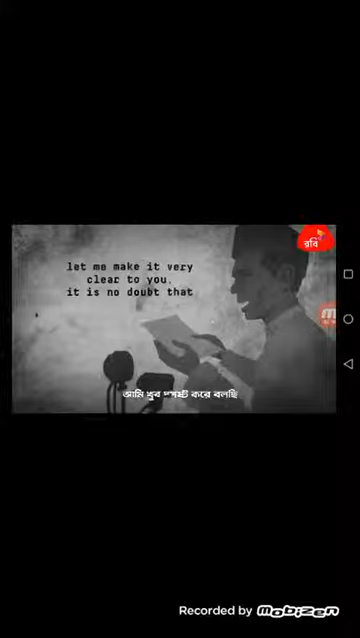 রবি
let me make it very
clear to you.
it is no doubt that
আমি খুব স্পষ্ট করে বলছি
Recorded by mobizen